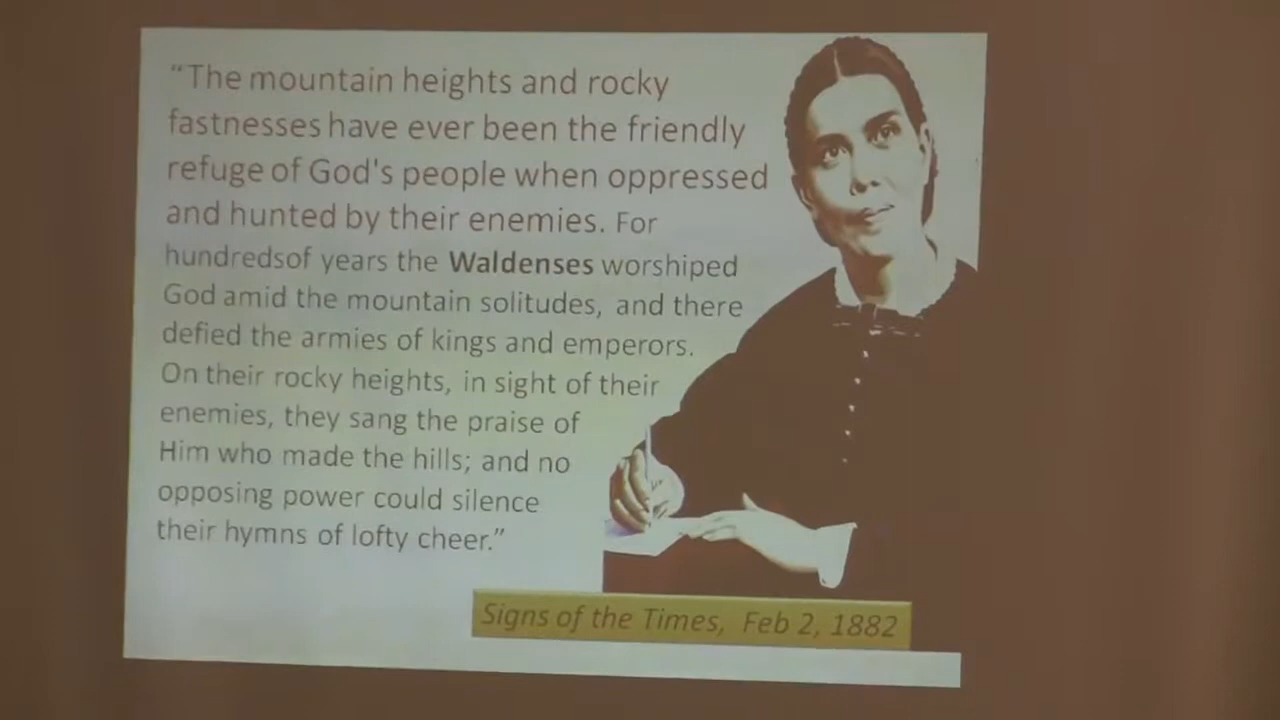 “The mountain heights and rocky
fastnesses have ever been the friendly
refuge of God's people when oppressed
and hunted by their enemies. For
hundredsof years the Waldenses worshiped
God amid the mountain solitudes, and there
defied the armies of kings and emperors.
On their rocky heights, in sight of their
enemies, they sang the praise of
Him who made the hills; and no
opposing power could silence
their hymns of lofty cheer.”
Signs of the Times, Feb 2, 1882